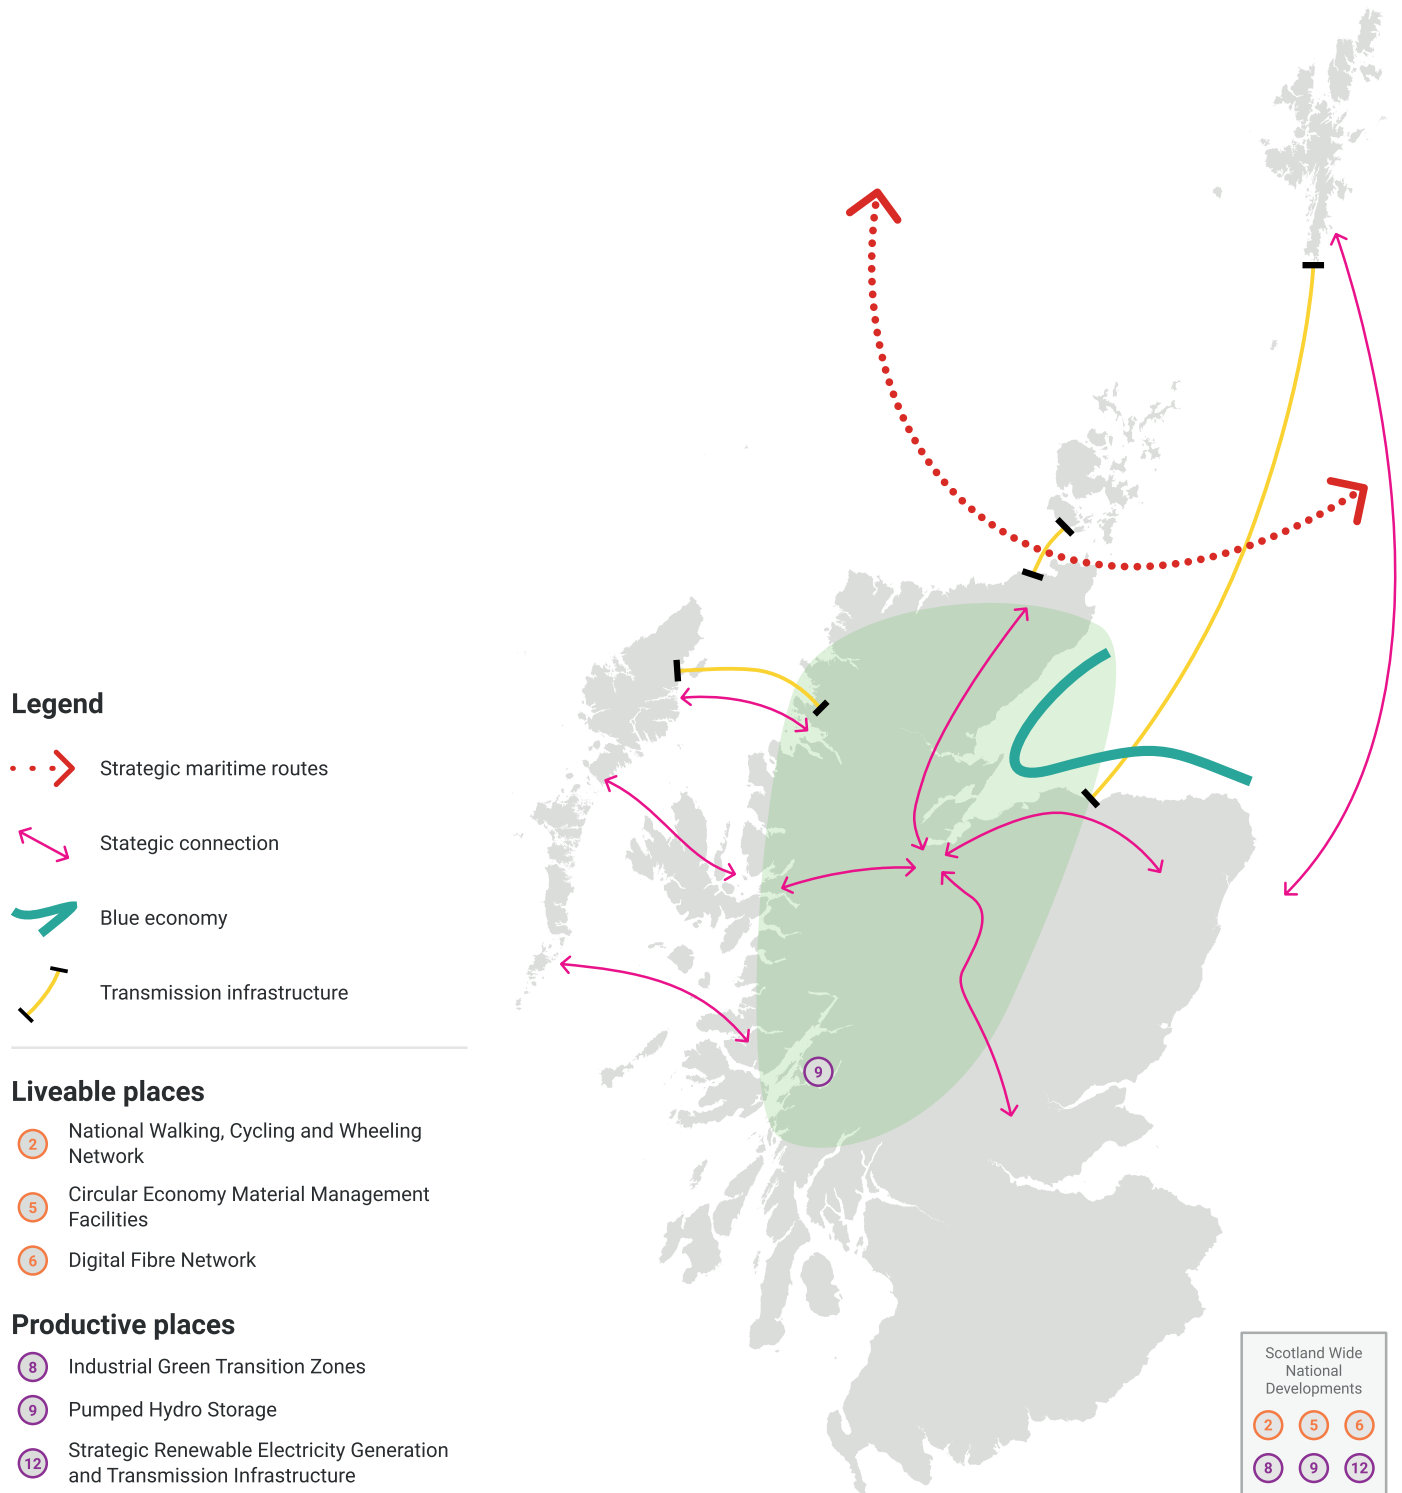 Legend
Strategic maritime routes
Stategic connection
Blue economy
Transmission infrastructure
Liveable places
2
National Walking, Cycling and Wheeling
Network
5
Circular Economy Material Management
Facilities
6
Digital Fibre Network
Productive places
8
Industrial Green Transition Zones
9
Pumped Hydro Storage
12
Strategic Renewable Electricity Generation
and Transmission Infrastructure
9
Scotland Wide
National
Developments
2 5 6
8 9 12